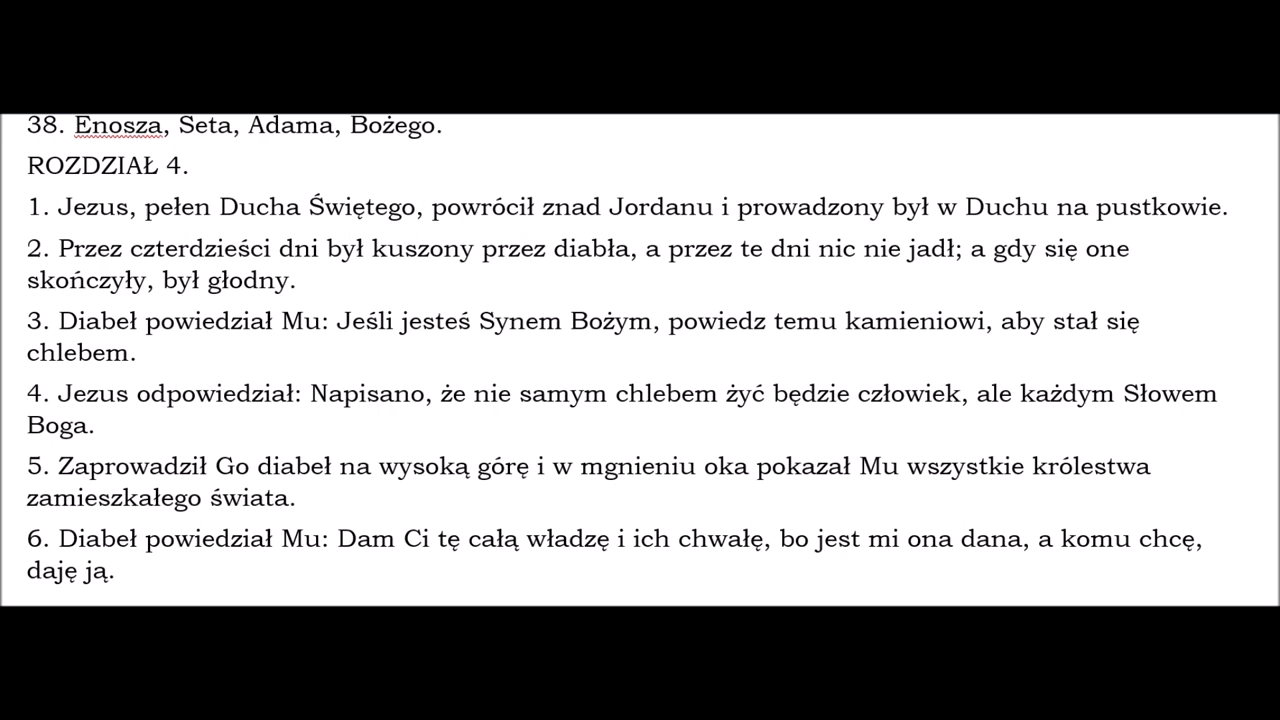 38. Enosza, Seta, Adama, Bożego.
ROZDZIAŁ 4.
1. Jezus, pełen Ducha Świętego, powrócił znad Jordanu i prowadzony był w Duchu na pustkowie.
2. Przez czterdzieści dni był kuszony przez diabła, a przez te dni nic nie jadł; a gdy się one
skończyły, był głodny.
3. Diabeł powiedział Mu: Jeśli jesteś Synem Bożym, powiedz temu kamieniowi, aby stał się
chlebem.
4. Jezus odpowiedział: Napisano, że nie samym chlebem żyć będzie człowiek, ale każdym Słowem
Boga.
5. Zaprowadził Go diabeł na wysoką górę i w mgnieniu oka pokazał Mu wszystkie królestwa
zamieszkałego świata.
6. Diabeł powiedział Mu: Dam Ci tę całą władzę i ich chwałę, bo jest mi ona dana, a komu chcę,
daję ją.